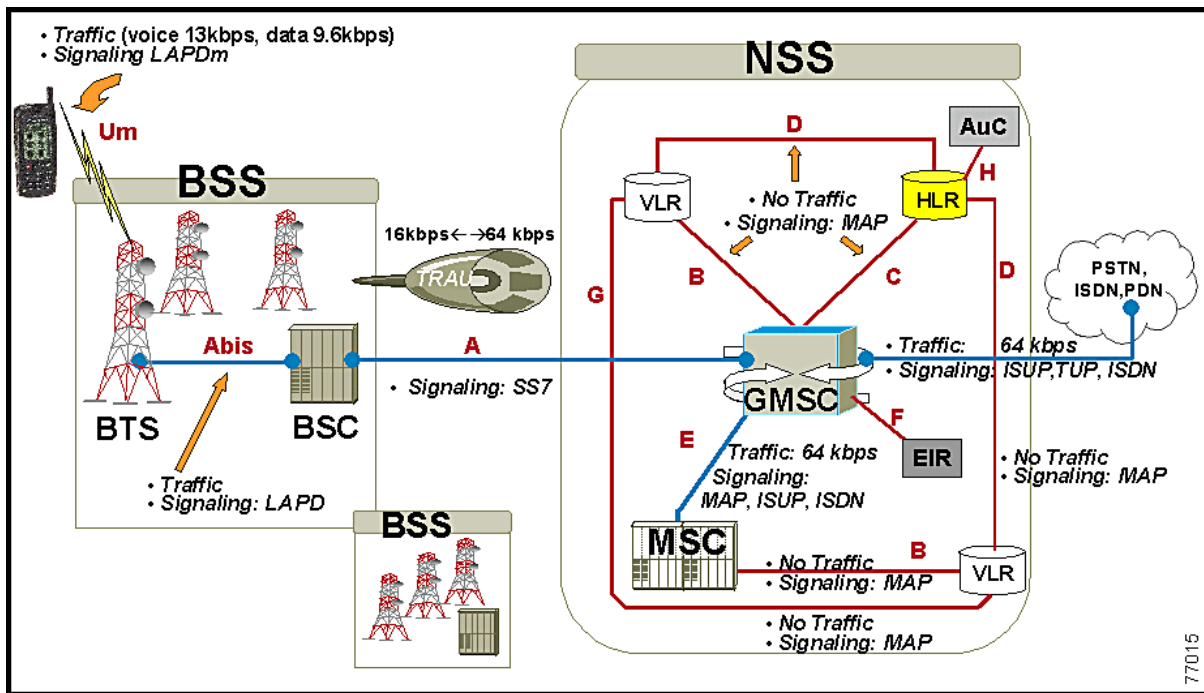 • Traffic (voice 13kbps, data 9.6kbps)
• Signaling LAPDm
Um
BSS
16kbps ←→ 64 kbps
TRAU
Abis
A
BTS
BSC
• Signaling: SS7
• Traffic
• Signaling: LAPD
BSS
NSS
D
AuC
H
VLR
HLR
• No Traffic
• Signaling: MAP
G
B
C
D
PSTN,
ISDN,PDN
• Traffic: 64 kbps
• Signaling: ISUP,TUP, ISDN
GMSC
F
EIR
E
Traffic: 64 kbps
Signaling:
MAP, ISUP, ISDN
• No Traffic
• Signaling: MAP
MSC
B
• No Traffic
• Signaling: MAP
VLR
• No Traffic
• Signaling: MAP
77015